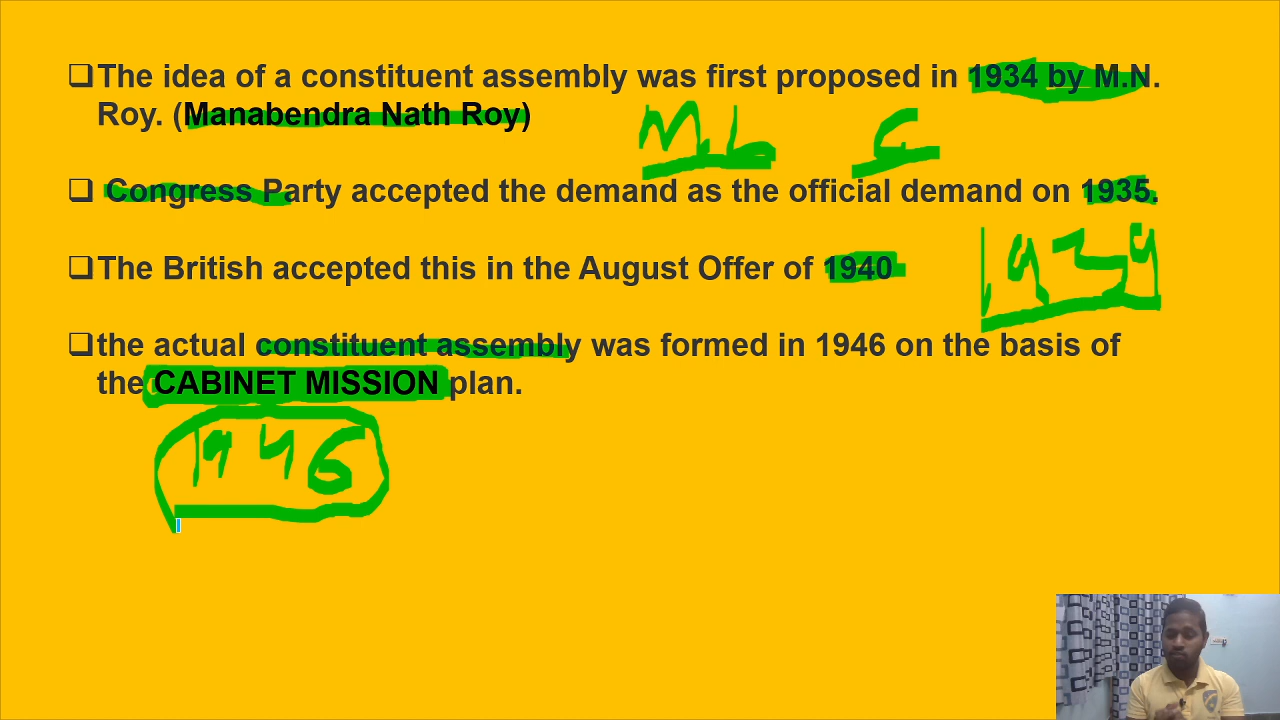 The idea of a constituent assembly was first proposed in 1934 by M.N.
Roy. (Manabendra Nath Roy)
M.L C
Congress Party accepted the demand as the official demand on 1935.
The British accepted this in the August Offer of 1940
1939
the actual constituent assembly was formed in 1946 on the basis of
the CABINET MISSION plan.
1946